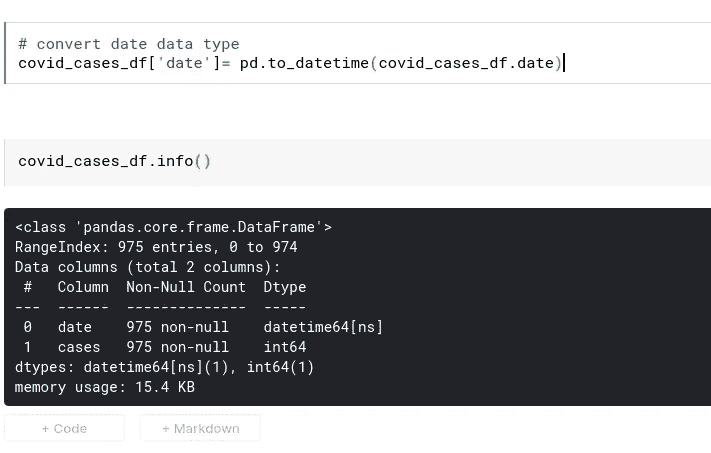 # convert date data type
covid_cases_df['date']= pd.to_datetime(covid_cases_df.date)
covid_cases_df.info()
<class 'pandas.core.frame.DataFrame'>
RangeIndex: 975 entries, 0 to 974
Data columns (total 2 columns):
 #   Column  Non-Null Count  Dtype
---  ------  --------------  -----
 0   date    975 non-null    datetime64[ns]
 1   cases   975 non-null    int64
dtypes: datetime64[ns](1), int64(1)
memory usage: 15.4 KB
+ Code   + Markdown